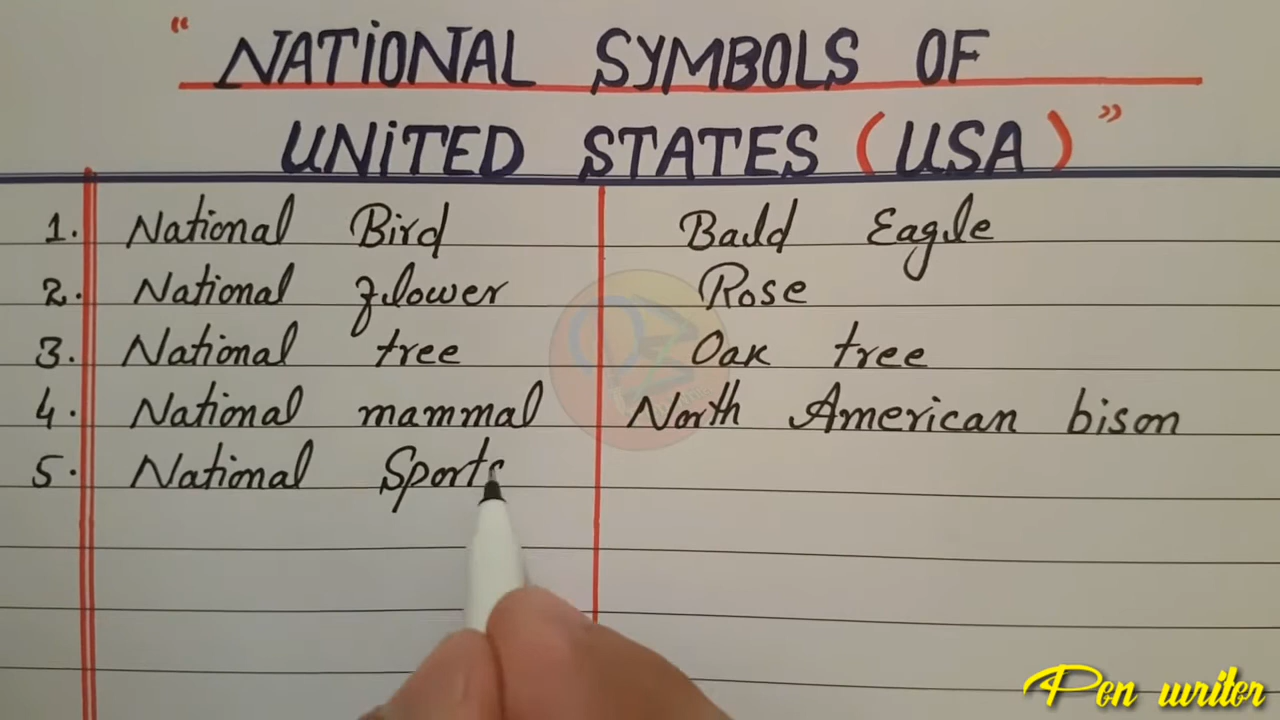 "NATIONAL SYMBOLS OF
UNITED STATES (USA)"
1. National Bird Bald Eagle
2. National flower Rose
3. National tree Oak tree
4. National mammal North American bison
5. National Sports
Pen writer